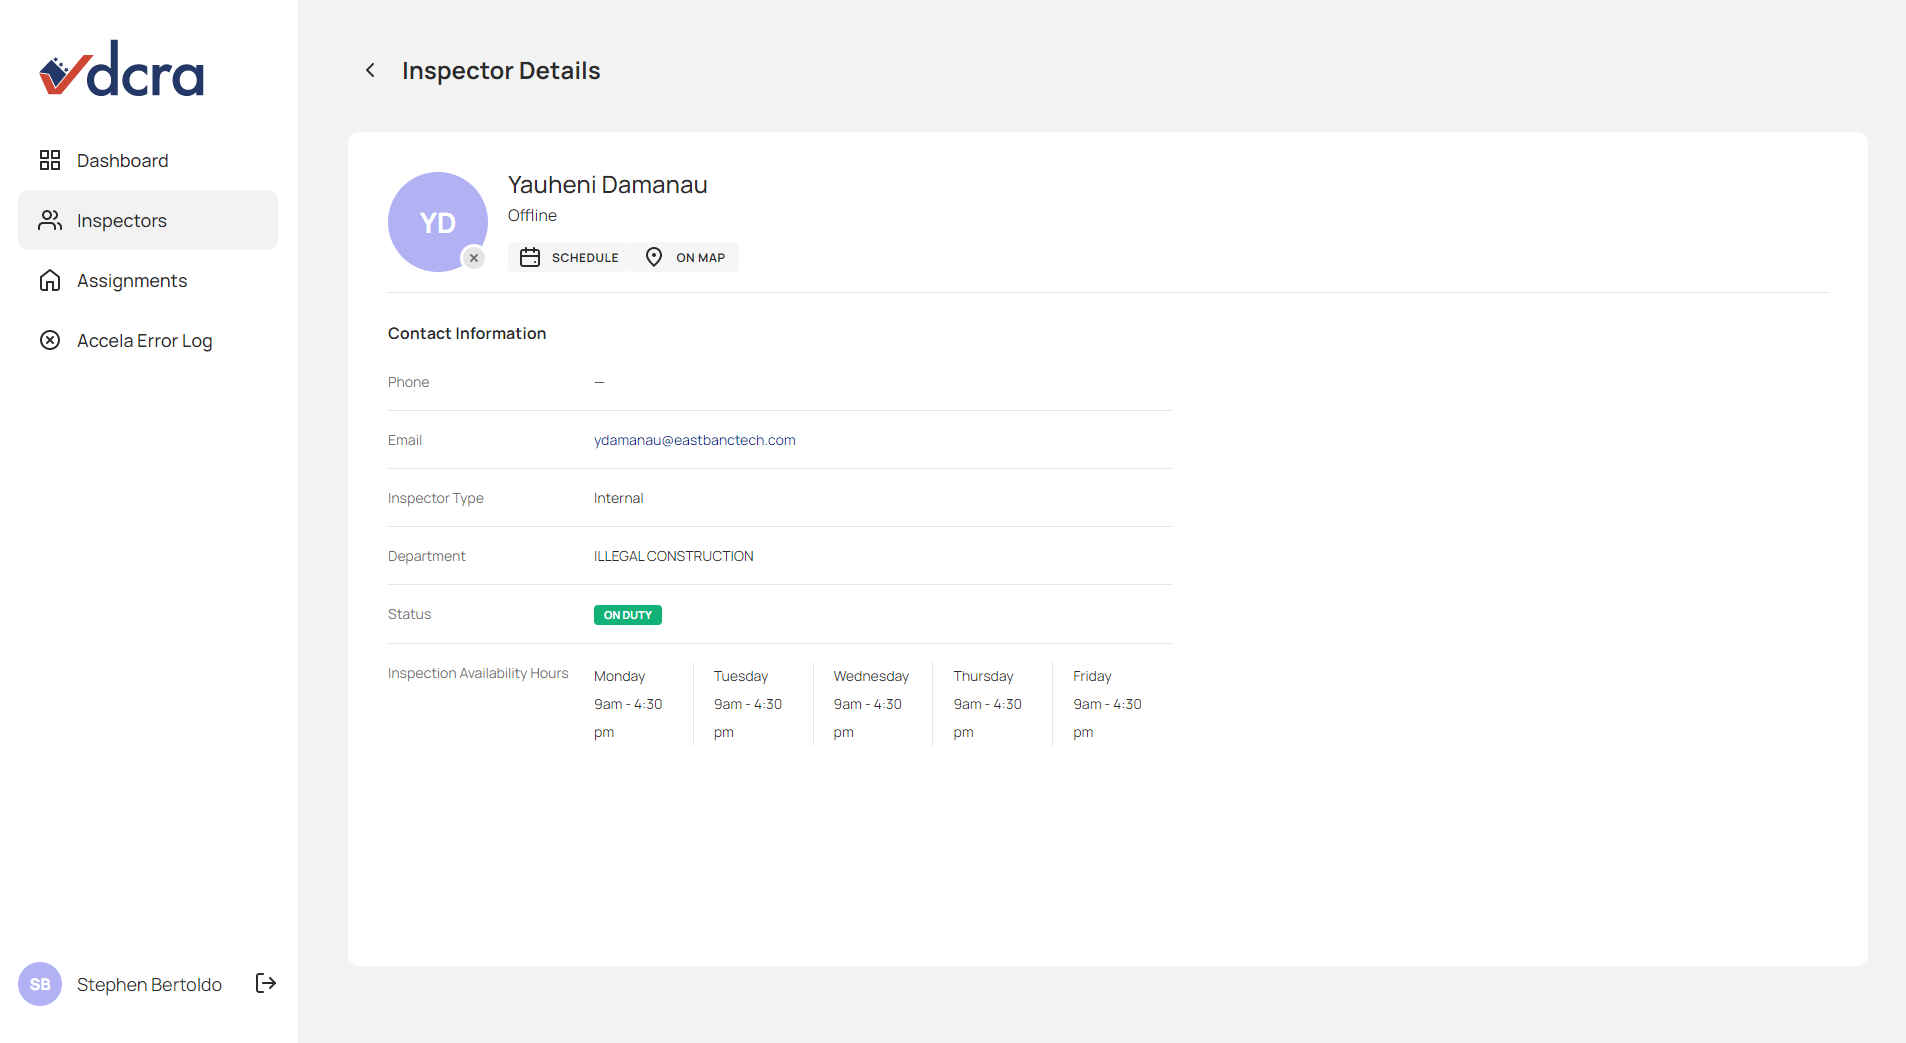 dcra
Dashboard
Inspectors
Assignments
Accela Error Log
SB
Stephen Bertoldo
Inspector Details
YD
Yauheni Damanau
Offline
SCHEDULE
ON MAP
Contact Information
Phone
—
Email
ydamanau@eastbanctech.com
Inspector Type
Internal
Department
ILLEGAL CONSTRUCTION
Status
ON DUTY
Inspection Availability Hours
Monday
9am - 4:30
pm
Tuesday
9am - 4:30
pm
Wednesday
9am - 4:30
pm
Thursday
9am - 4:30
pm
Friday
9am - 4:30
pm